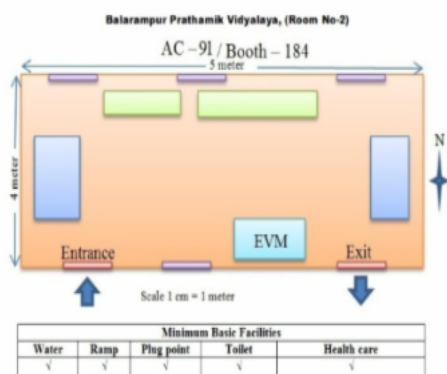 Balarampur Prathamik Vidyalaya, (Room No-2)
AC – 91 / Booth – 184
5 meter
4 meter
N
EVM
Entrance
Exit
Scale 1 cm = 1 meter
Minimum Basic Facilities
Water Ramp Plug point Toilet Health care
√ √ √ √ √